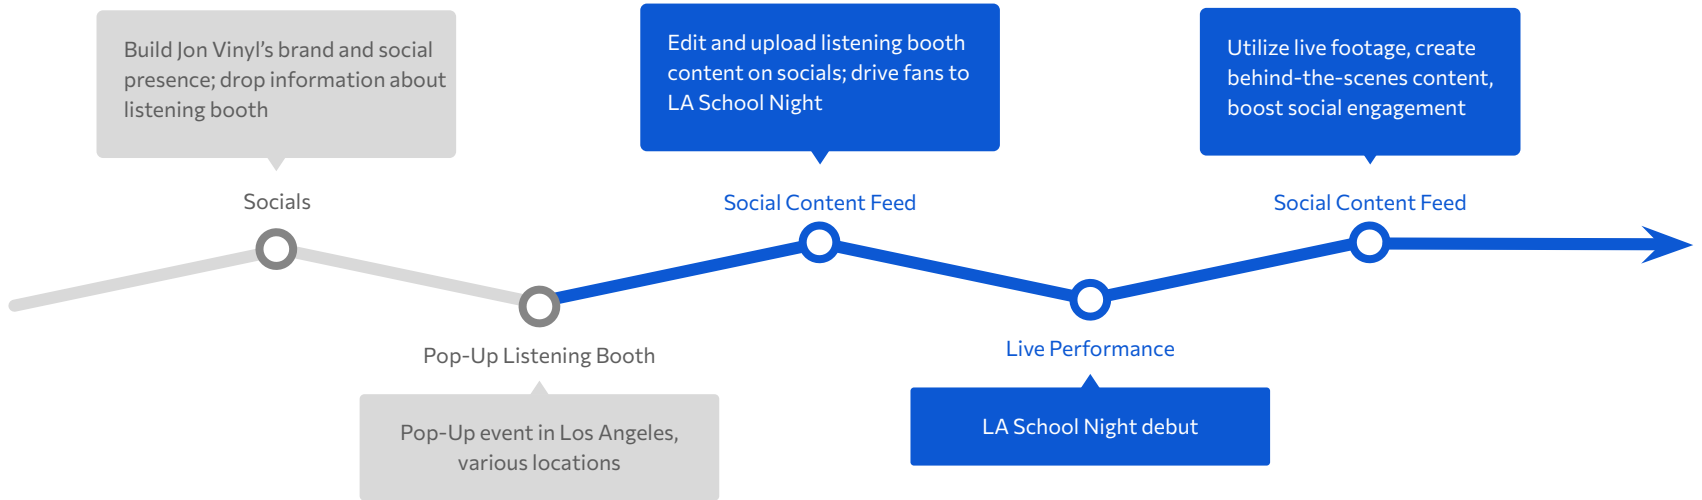 Build Jon Vinyl's brand and social
presence; drop information about
listening booth
Socials
Pop-Up Listening Booth
Pop-Up event in Los Angeles,
various locations
Edit and upload listening booth
content on socials; drive fans to
LA School Night
Social Content Feed
Live Performance
LA School Night debut
Utilize live footage, create
behind-the-scenes content,
boost social engagement
Social Content Feed